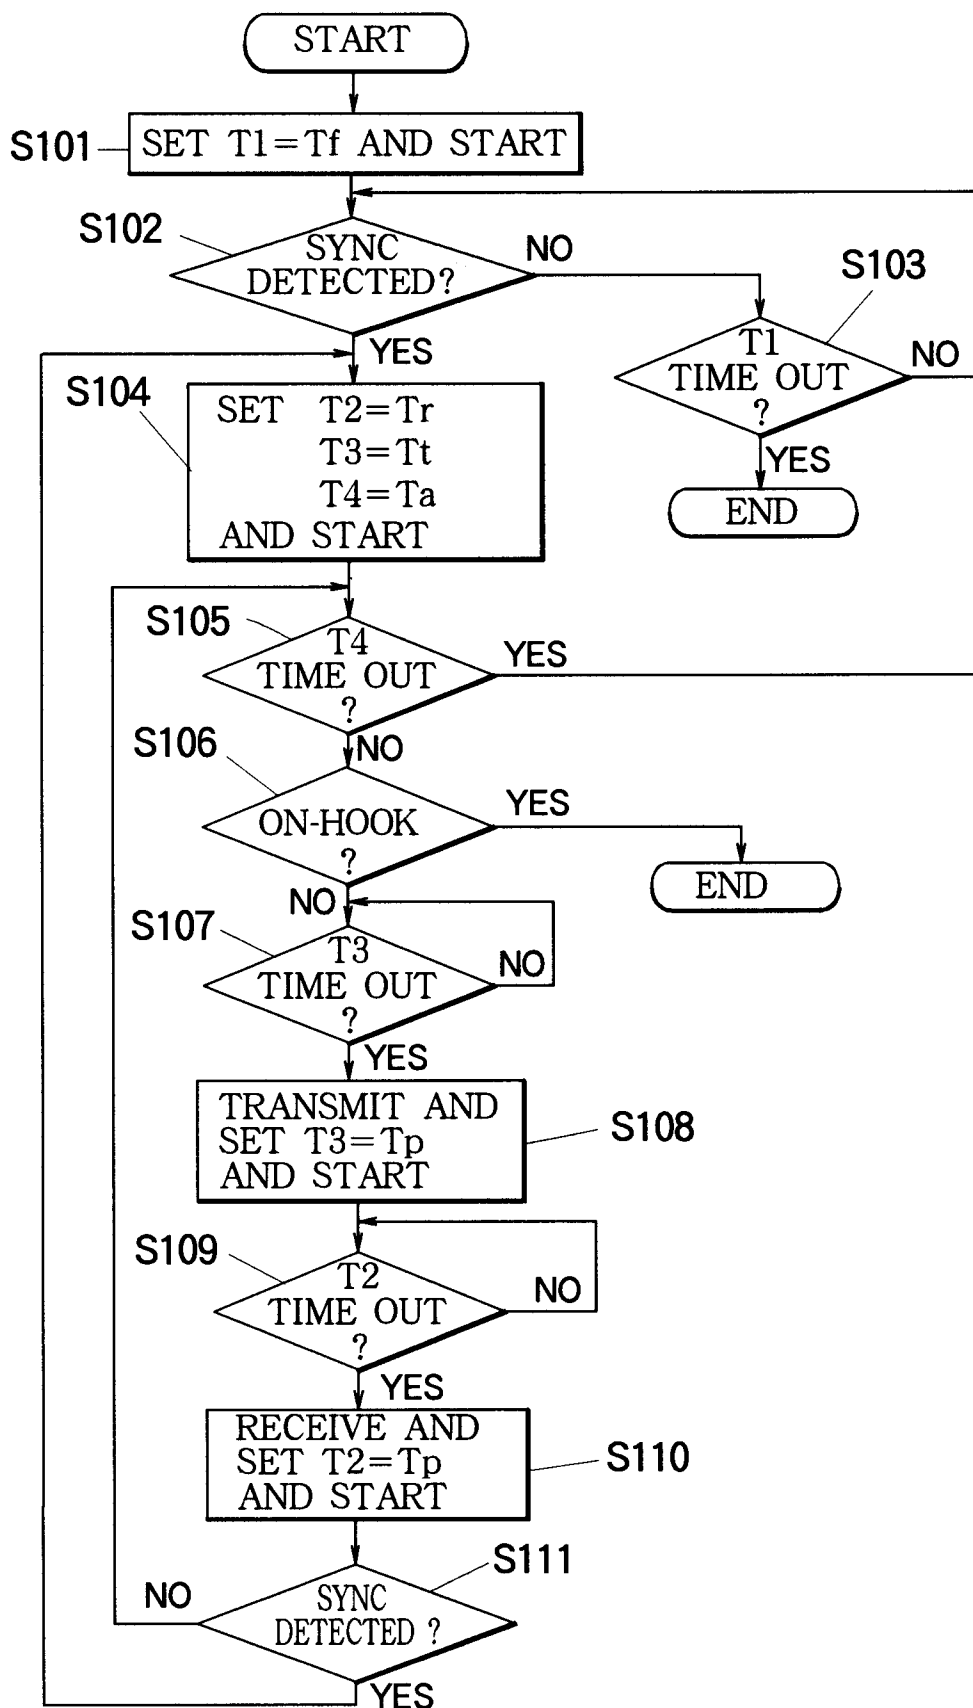 START
S101
SET T1=Tf AND START
S102
SYNC
DETECTED?
NO
S103
T1
TIME OUT
?
NO
YES
END
YES
S104
SET T2=Tr
T3=Tt
T4=Ta
AND START
S105
T4
TIME OUT
?
YES
NO
S106
ON-HOOK
?
YES
END
NO
S107
T3
TIME OUT
?
NO
YES
TRANSMIT AND
SET T3=Tp
AND START
S108
S109
T2
TIME OUT
?
NO
YES
RECEIVE AND
SET T2=Tp
AND START
S110
S111
SYNC
DETECTED ?
NO
YES